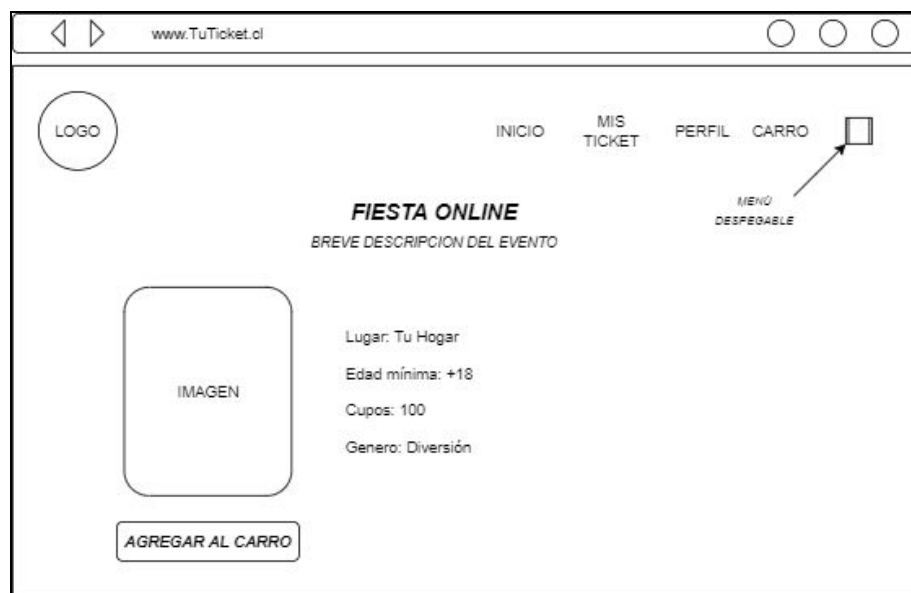 www.TuTicket.cl
LOGO
INICIO
MIS
TICKET
PERFIL
CARRO
MENÚ
DESPEGABLE
FIESTA ONLINE
BREVE DESCRIPCION DEL EVENTO
IMAGEN
Lugar: Tu Hogar
Edad mínima: +18
Cupos: 100
Genero: Diversión
AGREGAR AL CARRO